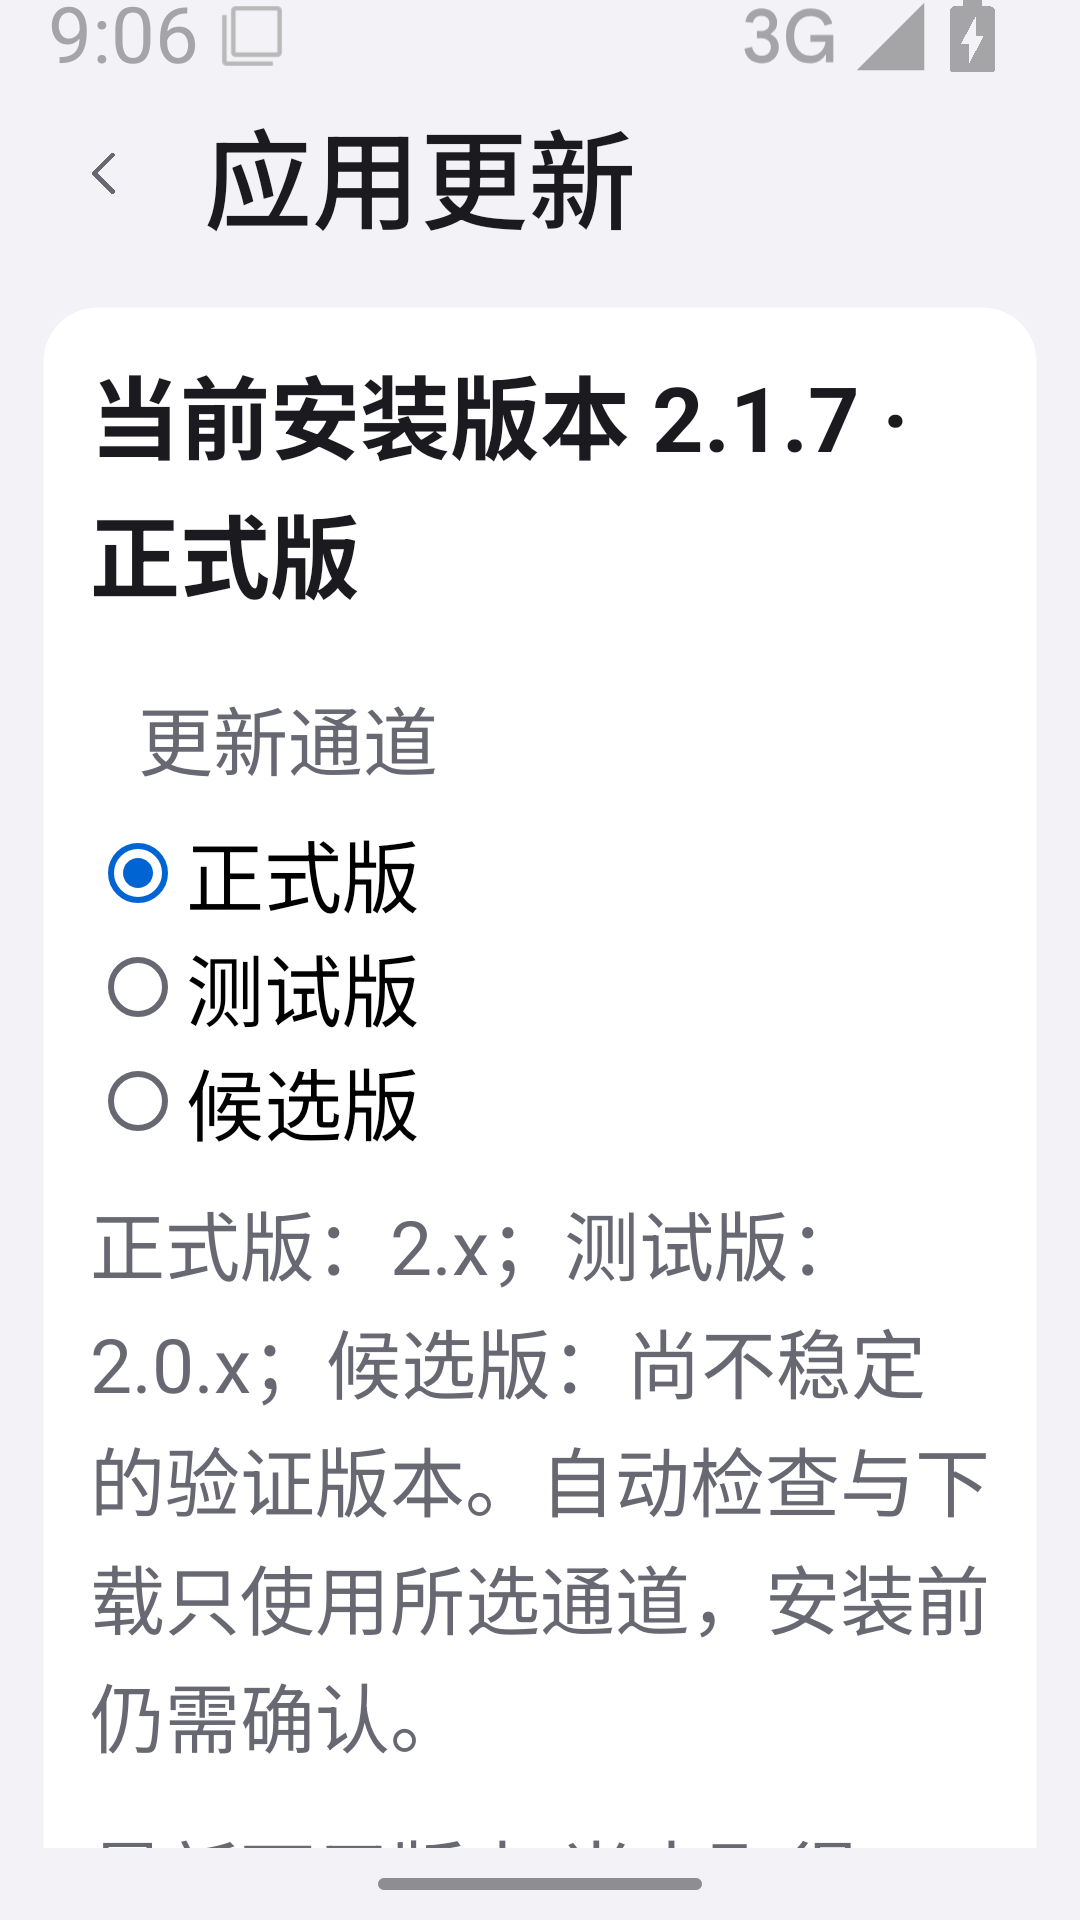 9:06
3G
应用更新
当前安装版本 2.1.7 ·
正式版
更新通道
正式版
测试版
候选版
正式版：2.x；测试版：
2.0.x；候选版：尚不稳定
的验证版本。自动检查与下
载只使用所选通道，安装前
仍需确认。